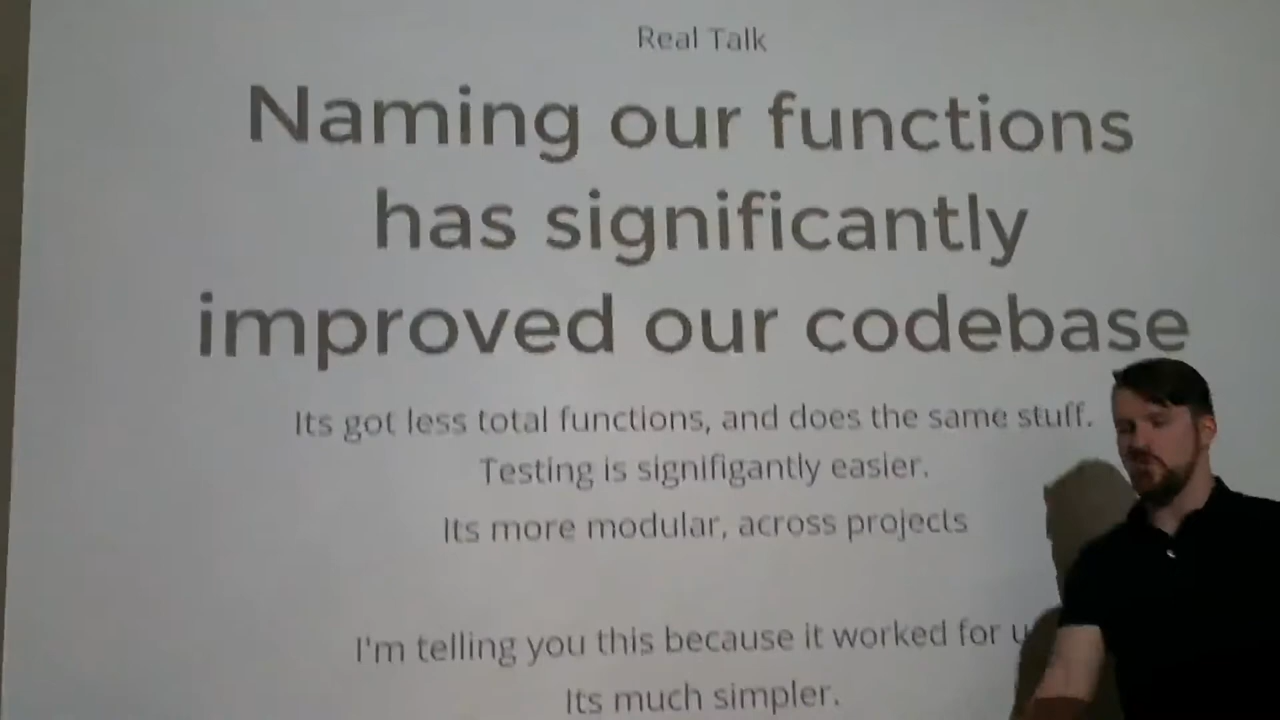 Real Talk
Naming our functions
has significantly
improved our codebase
Its got less total functions, and does the same stuff.
Testing is signifigantly easier.
Its more modular, across projects
I'm telling you this because it worked for
Its much simpler.